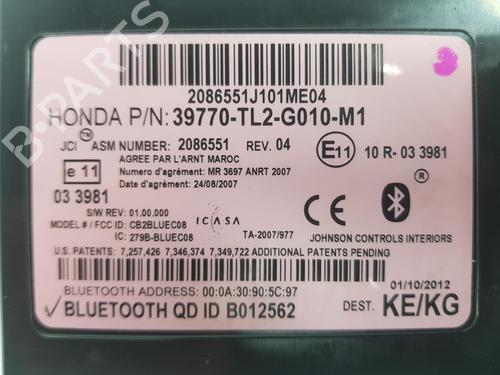 B-PARTS
2086551J101ME04
HONDA P/N: 39770-TL2-G010-M1
JCI™ ASM NUMBER: 2086551 REV. 04
AGREE PAR L'ARNT MAROC
Numero d'agrément: MR 3697 ANRT 2007
Date d'agrément: 24/08/2007
e 11
03 3981
E11 10 R- 03 3981
S/W REV: 01.00.000
MODEL# / FCC ID: CB2BLUEC08
IC: 279B-BLUEC08
ICASA
TA-2007/977
CE
®
JOHNSON CONTROLS INTERIORS
U.S. PATENTS: 7,257,426 7,346,374 7,349,722 ADDITIONAL PATENTS PENDING
01/10/2012
BLUETOOTH ADDRESS: 00:0A:30:90:5C:97
BLUETOOTH QD ID B012562
DEST. KE/KG